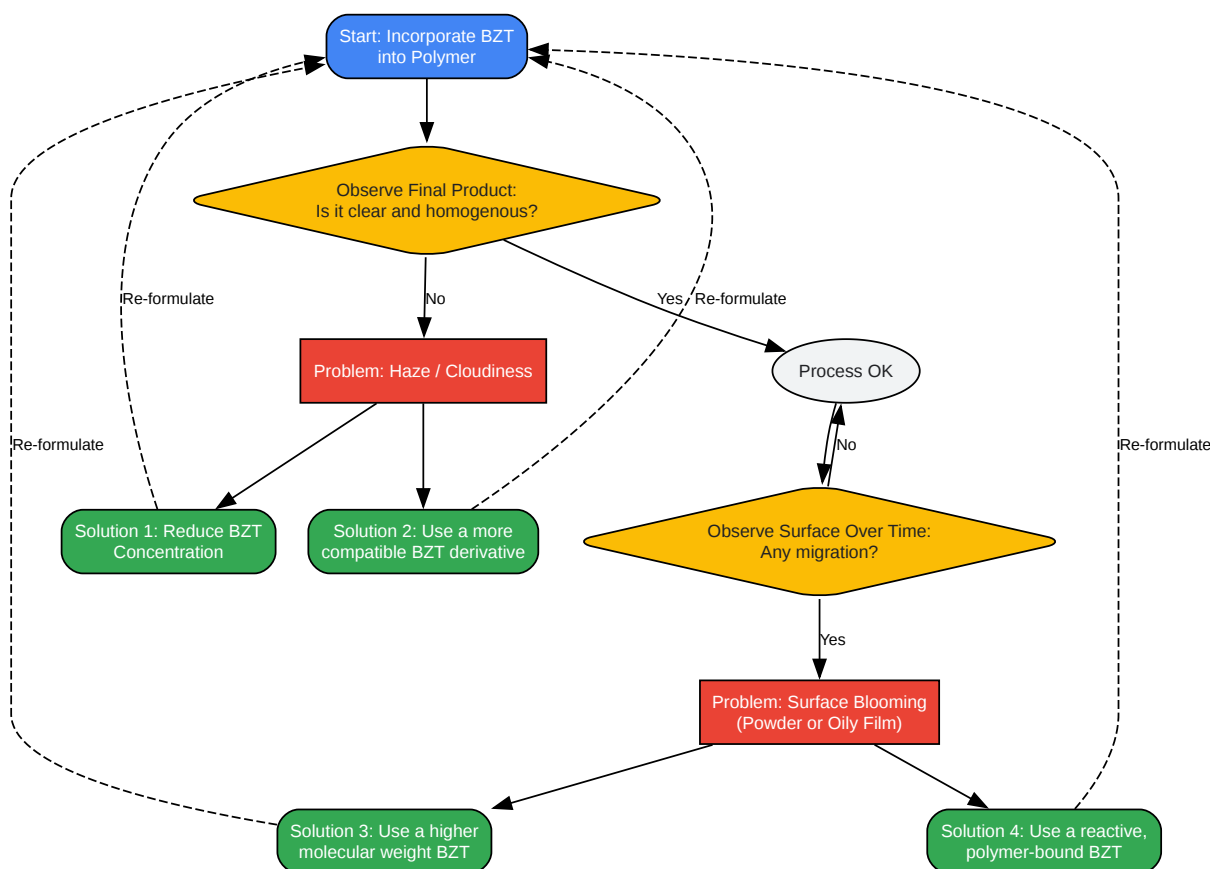 Start: Incorporate BZT
into Polymer
Observe Final Product:
Is it clear and homogenous?
Re-formulate
No
Yes
Re-formulate
Problem: Haze / Cloudiness
Process OK
Re-formulate
No
Re-formulate
Solution 1: Reduce BZT
Concentration
Solution 2: Use a more
compatible BZT derivative
Observe Surface Over Time:
Any migration?
Yes
Problem: Surface Blooming
(Powder or Oily Film)
Solution 3: Use a higher
molecular weight BZT
Solution 4: Use a reactive,
polymer-bound BZT